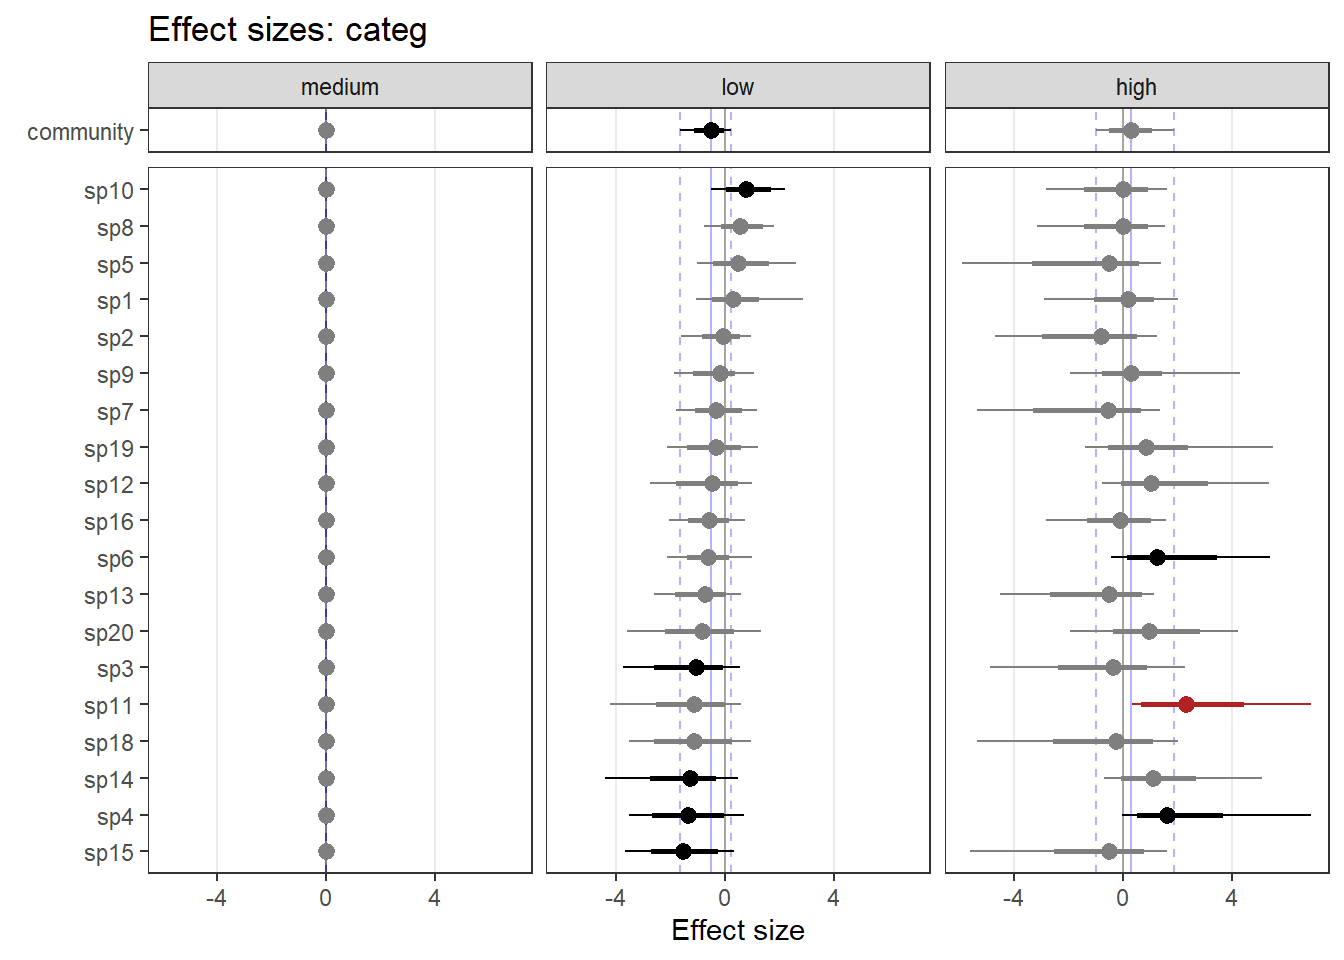 Effect sizes: categ
medium low high
community
sp10
sp8
sp5
sp1
sp2
sp9
sp7
sp19
sp12
sp16
sp6
sp13
sp20
sp3
sp11
sp18
sp14
sp4
sp15
-4 0 4 -4 0 4 -4 0 4
Effect size